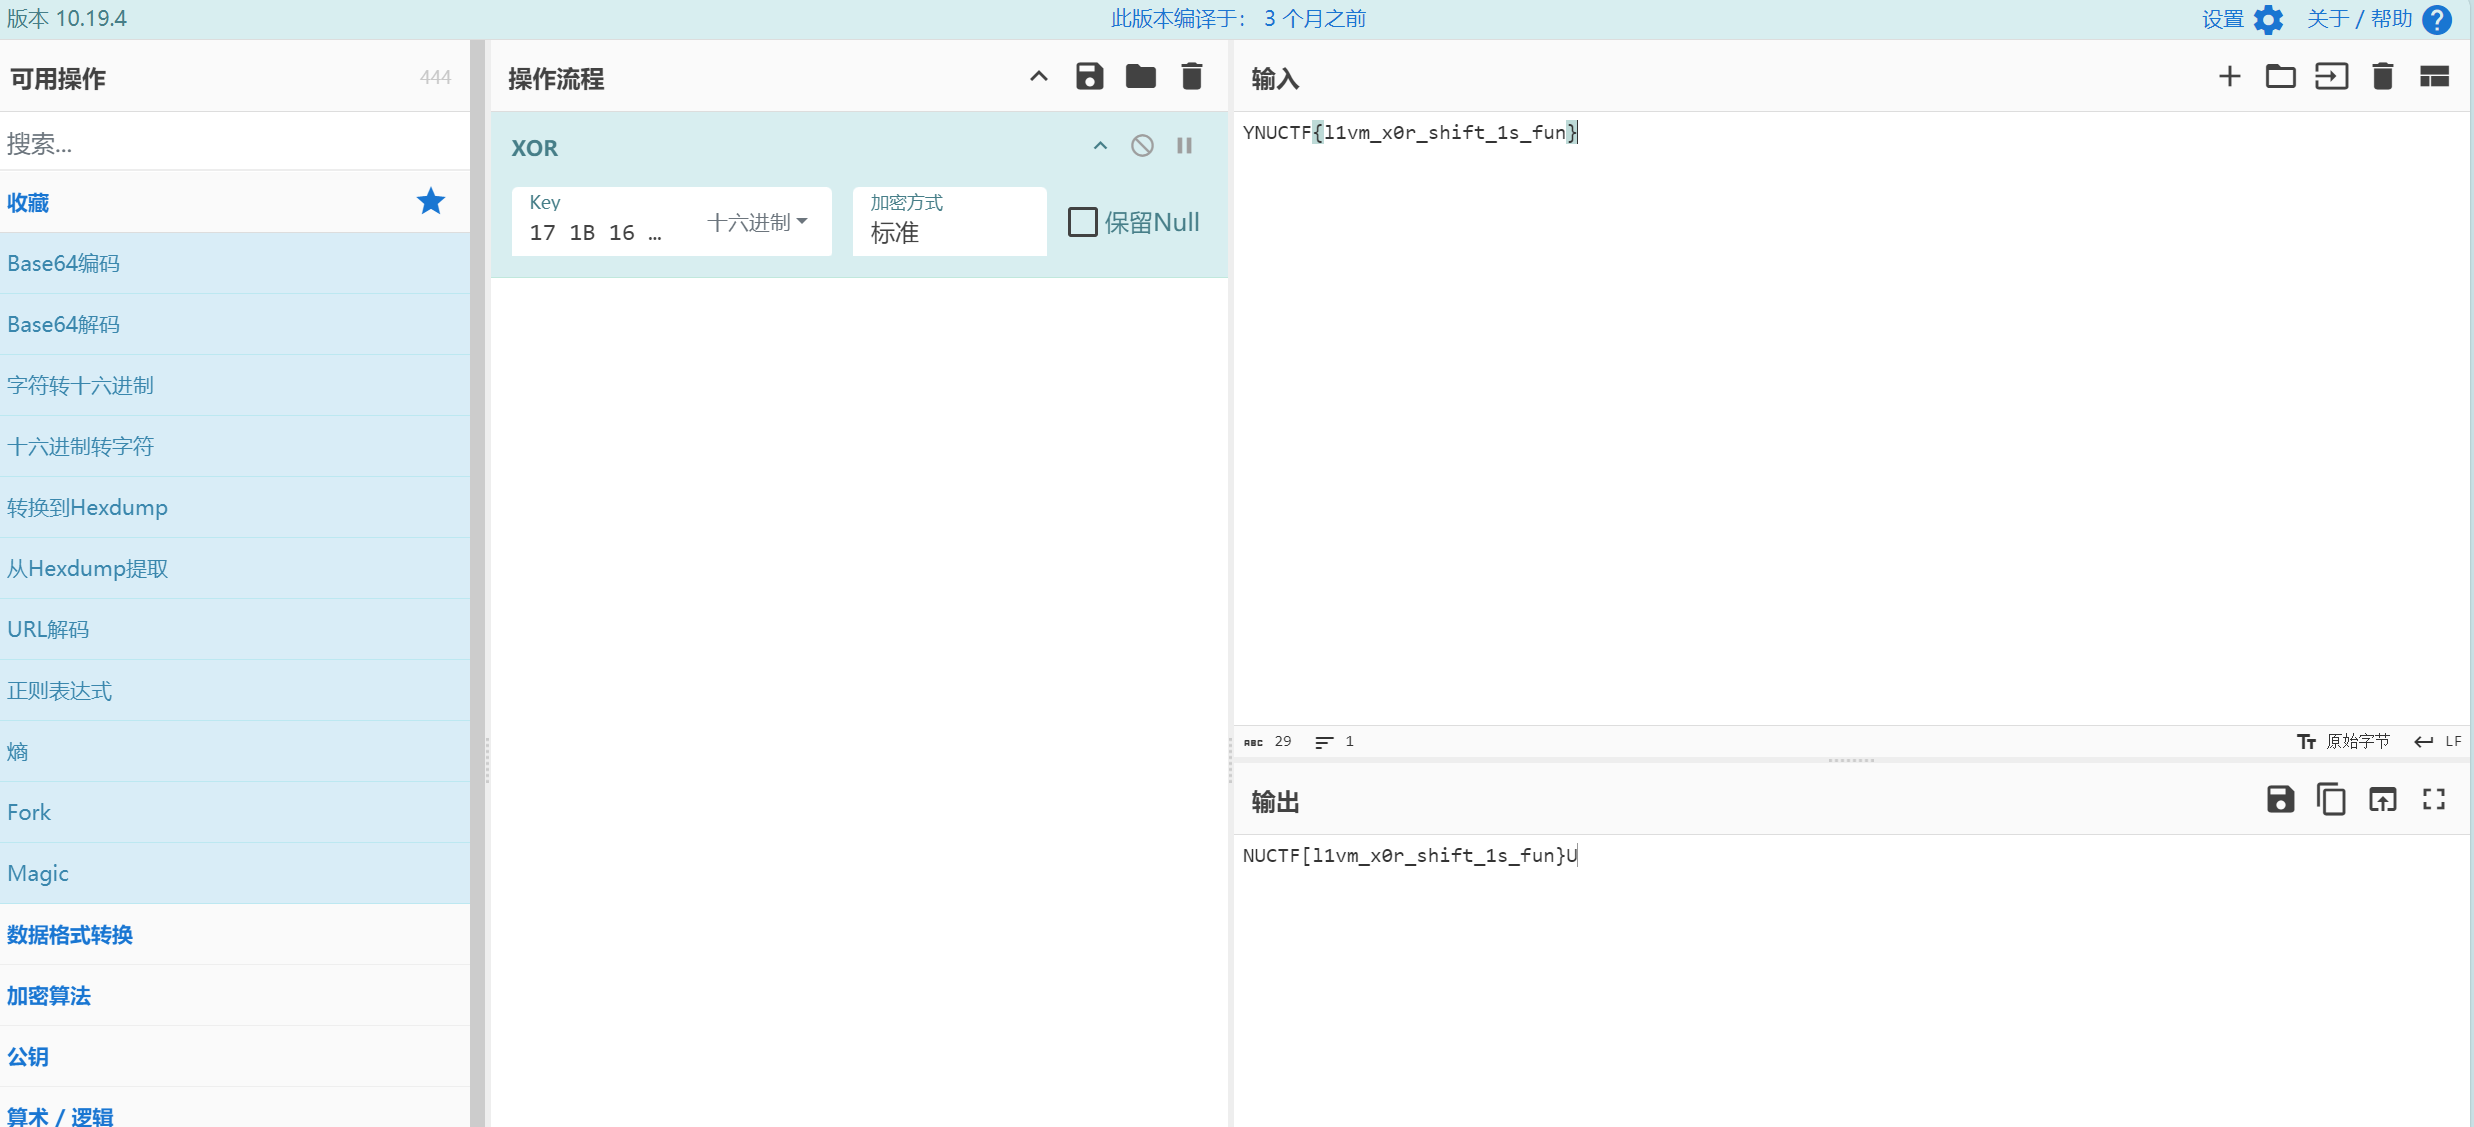 版本 10.19.4
此版本编译于： 3 个月之前
设置
关于 / 帮助
可用操作
444
搜索...
收藏
Base64编码
Base64解码
字符转十六进制
十六进制转字符
转换到Hexdump
从Hexdump提取
URL解码
正则表达式
熵
Fork
Magic
数据格式转换
加密算法
公钥
算术 / 逻辑
操作流程
XOR
Key
17 1B 16 …
十六进制
加密方式
标准
保留Null
输入
YNUCTF{l1vm_x0r_shift_1s_fun}
ABC 29
1
Tт 原始字节
LF
输出
NUCTF[l1vm_x0r_shift_1s_fun}U